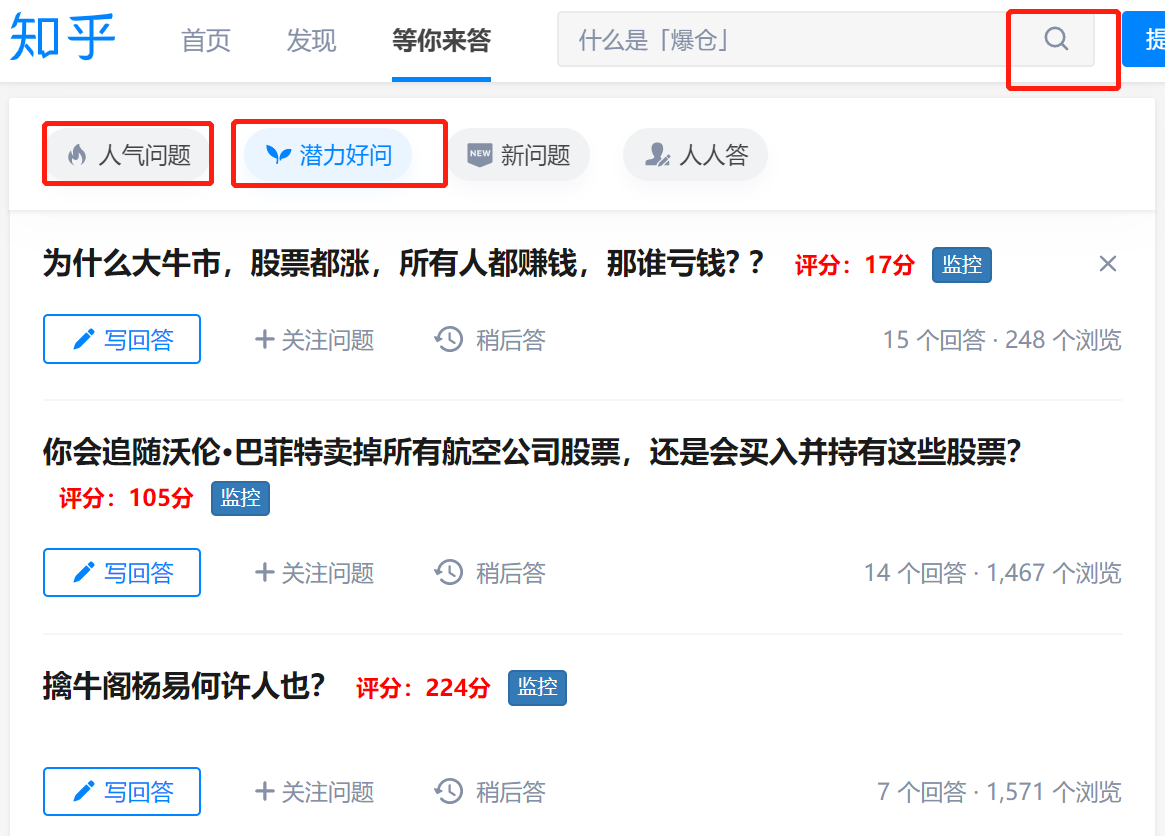 知乎 首页 发现 等你来答 什么是「爆仓」 提
人气问题 潜力好问 NEW 新问题 人人答
为什么大牛市，股票都涨，所有人都赚钱，那谁亏钱？？ 评分：17分 监控
写回答 关注问题 稍后答 15 个回答 · 248 个浏览
你会追随沃伦•巴菲特卖掉所有航空公司股票，还是会买入并持有这些股票？
评分：105分 监控
写回答 关注问题 稍后答 14 个回答 · 1,467 个浏览
擒牛阁杨易何许人也？ 评分：224分 监控
写回答 关注问题 稍后答 7 个回答 · 1,571 个浏览